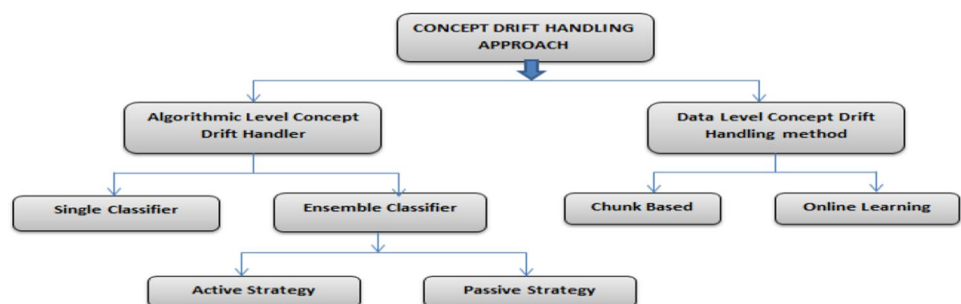 CONCEPT DRIFT HANDLING
APPROACH
Algorithmic Level Concept
Drift Handler
Data Level Concept Drift
Handling method
Single Classifier
Ensemble Classifier
Chunk Based
Online Learning
Active Strategy
Passive Strategy